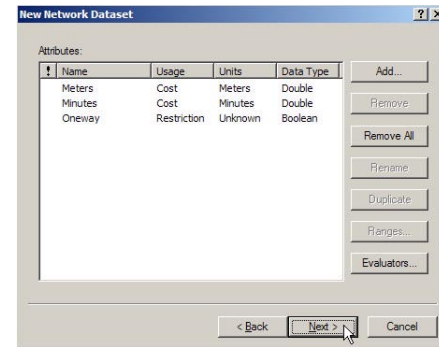 New Network Dataset
? x
Attributes:
! Name Usage Units Data Type
Meters Cost Meters Double
Minutes Cost Minutes Double
Oneway Restriction Unknown Boolean
Add...
Remove
Remove All
Rename
Duplicate
Ranges...
Evaluators...
< Back Next > Cancel